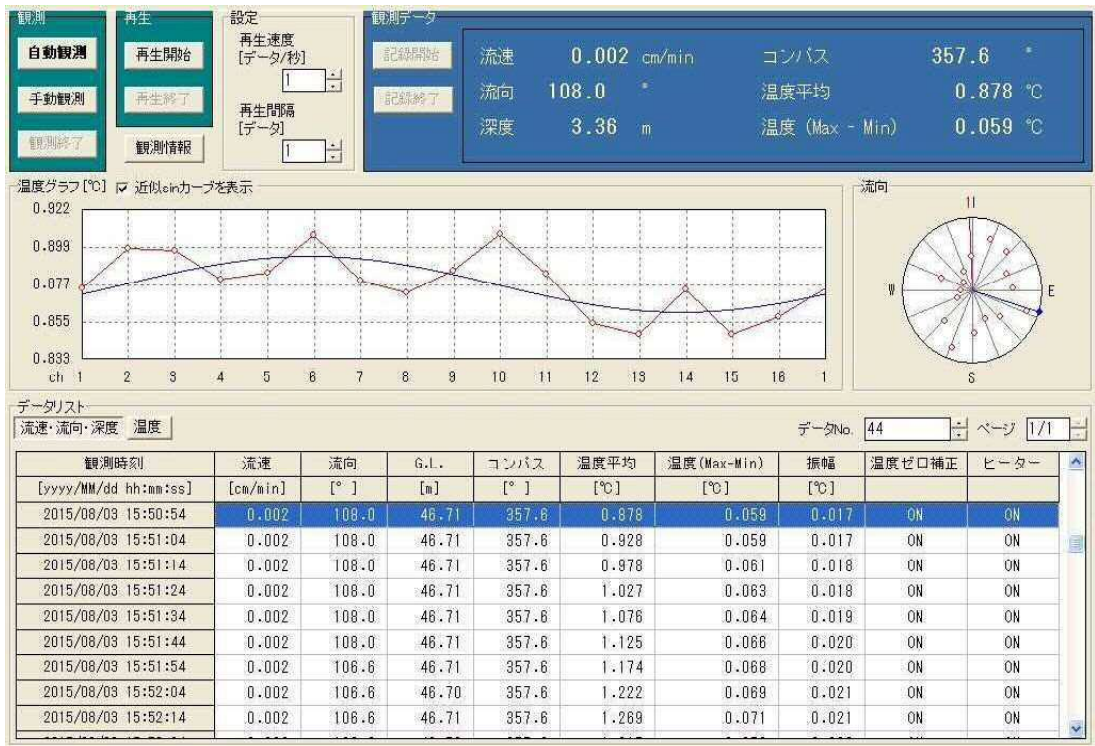 観測
自動観測
手動観測
観測終了
再生
再生開始
再生終了
観測情報
設定
再生速度
[データ/秒]
1
再生間隔
[データ]
1
観測データ
記録開始
記録終了
流速 0.002 cm/min コンパス 357.6 °
流向 108.0 ° 温度平均 0.878 ℃
深度 3.36 m 温度 (Max - Min) 0.059 ℃
温度グラフ[℃] 近似sinカーブを表示
0.922
0.899
0.877
0.855
0.833
ch 1 2 3 4 5 6 7 8 9 10 11 12 13 14 15 16 1
流向
W E
S
データリスト
流速・流向・深度 温度 データNo. 44 ページ 1/1
観測時刻 流速 流向 G.L. コンパス 温度平均 温度(Max-Min) 振幅 温度ゼロ補正 ヒーター
[yyyy/MM/dd hh:mm:ss] [cm/min] [° ] [m] [° ] [℃] [℃] [℃]
2015/08/03 15:50:54 0.002 108.0 46.71 357.6 0.878 0.059 0.017 ON ON
2015/08/03 15:51:04 0.002 108.0 46.71 357.6 0.928 0.059 0.017 ON ON
2015/08/03 15:51:14 0.002 108.0 46.71 357.6 0.978 0.061 0.018 ON ON
2015/08/03 15:51:24 0.002 108.0 46.71 357.6 1.027 0.063 0.018 ON ON
2015/08/03 15:51:34 0.002 108.0 46.71 357.6 1.076 0.064 0.019 ON ON
2015/08/03 15:51:44 0.002 108.0 46.71 357.6 1.125 0.066 0.020 ON ON
2015/08/03 15:51:54 0.002 106.6 46.71 357.6 1.174 0.068 0.020 ON ON
2015/08/03 15:52:04 0.002 106.6 46.70 357.6 1.222 0.069 0.021 ON ON
2015/08/03 15:52:14 0.002 106.6 46.71 357.6 1.269 0.071 0.021 ON ON